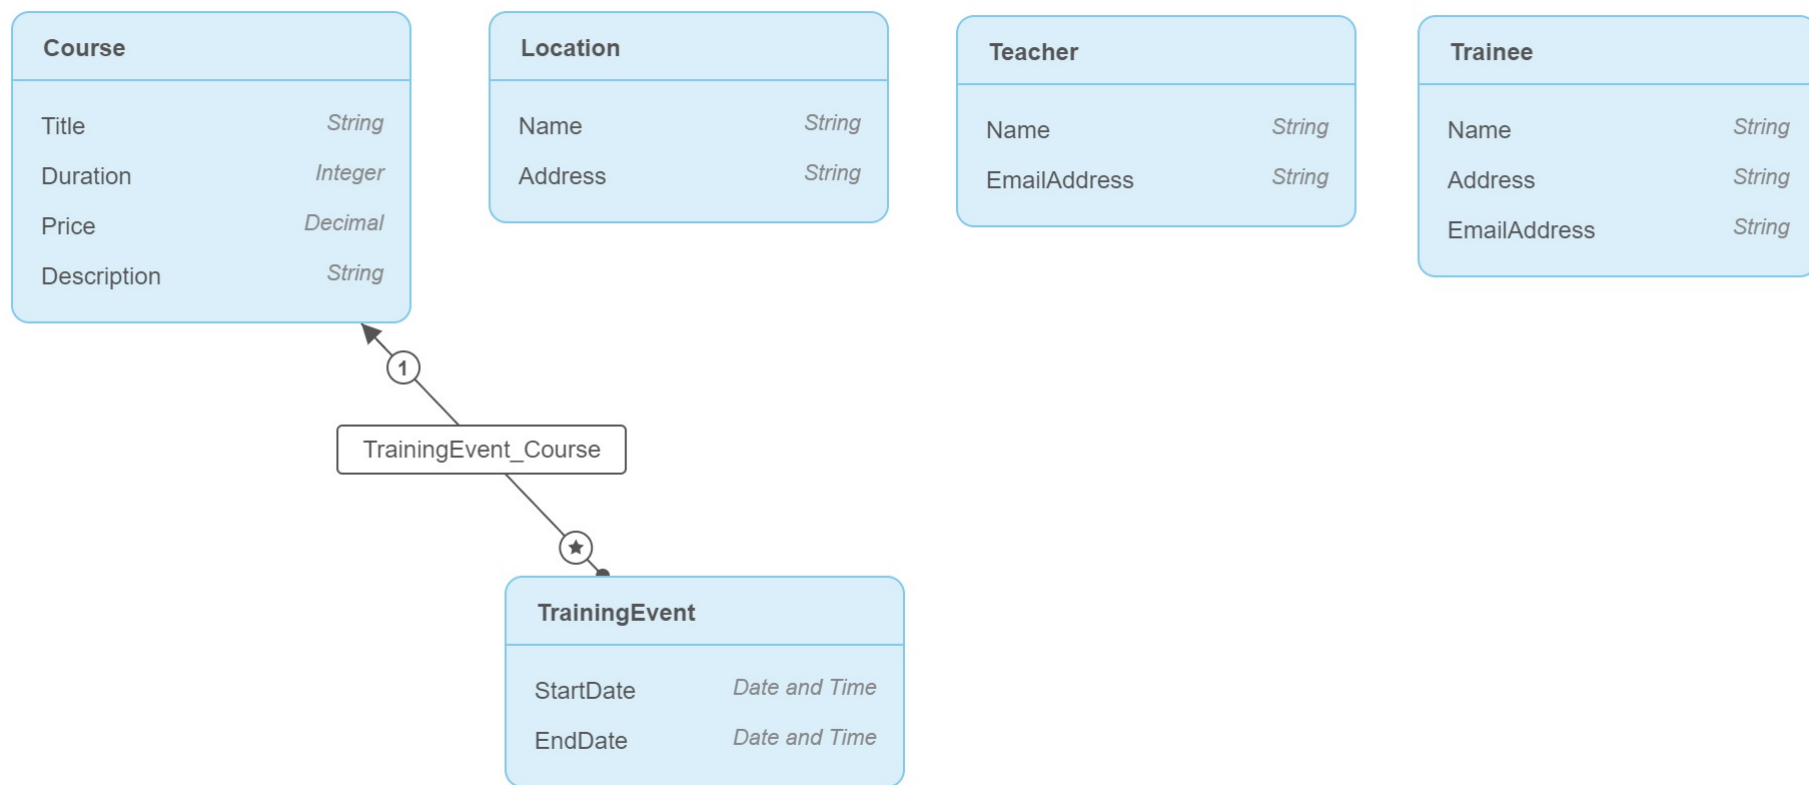 Course
Title String
Duration Integer
Price Decimal
Description String
Location
Name String
Address String
Teacher
Name String
EmailAddress String
Trainee
Name String
Address String
EmailAddress String
1
TrainingEvent_Course
TrainingEvent
StartDate Date and Time
EndDate Date and Time